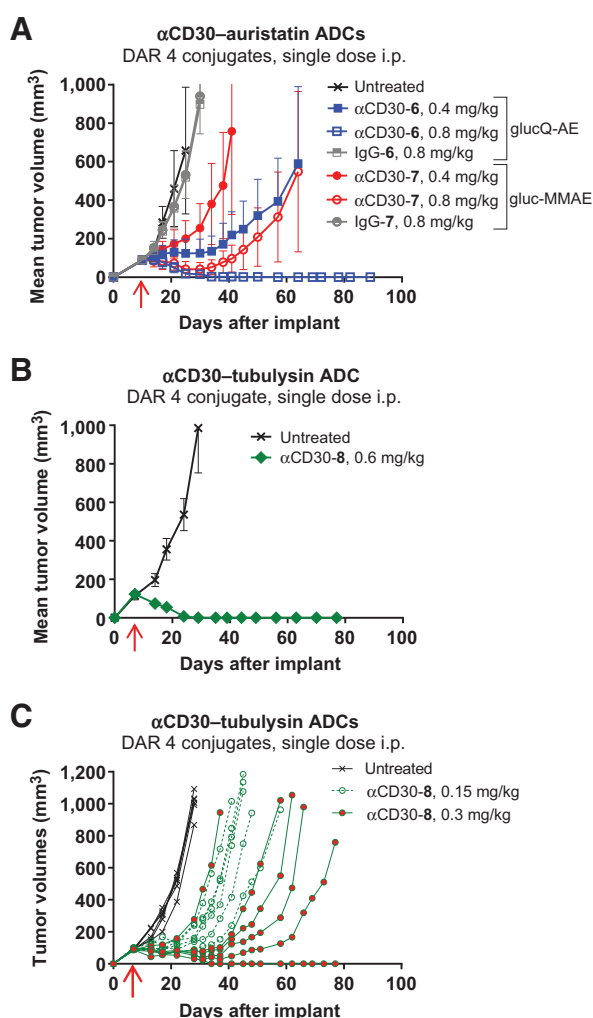 A
αCD30–auristatin ADCs
DAR 4 conjugates, single dose i.p.
Mean tumor volume (mm³)
1,000
800
600
400
200
0
0 20 40 60 80 100
Days after implant
Untreated
αCD30-6, 0.4 mg/kg
αCD30-6, 0.8 mg/kg
IgG-6, 0.8 mg/kg
glucQ-AE
αCD30-7, 0.4 mg/kg
αCD30-7, 0.8 mg/kg
IgG-7, 0.8 mg/kg
gluc-MMAE
B
αCD30–tubulysin ADC
DAR 4 conjugate, single dose i.p.
Mean tumor volume (mm³)
1,000
800
600
400
200
0
0 20 40 60 80 100
Days after implant
Untreated
αCD30-8, 0.6 mg/kg
C
αCD30–tubulysin ADCs
DAR 4 conjugates, single dose i.p.
Tumor volumes (mm³)
1,200
1,000
800
600
400
200
0
0 20 40 60 80 100
Days after implant
Untreated
αCD30-8, 0.15 mg/kg
αCD30-8, 0.3 mg/kg